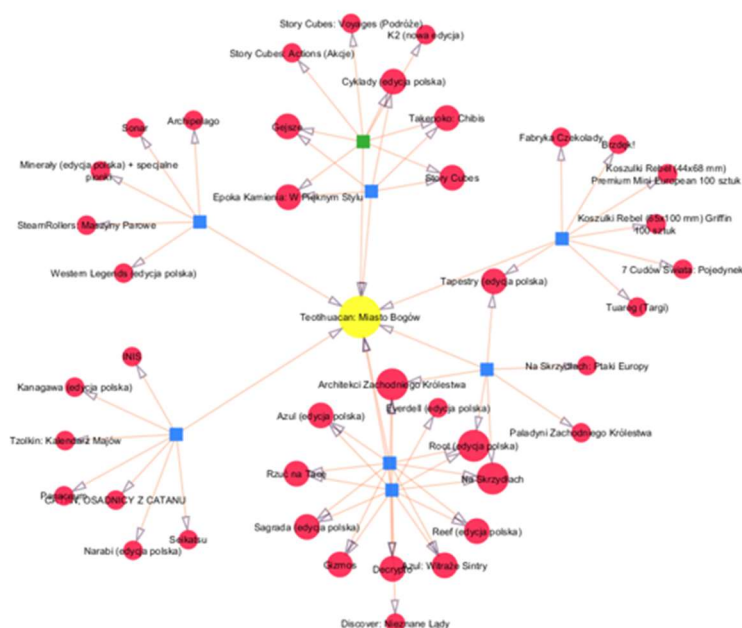 Story Cubes: Voyages (Podróże)
K2 (nowa edycja)
Story Cubes: Actions (Akcje)
Cyklady (edycja polska)
Takenoko: Chibis
Archipelago
Sonar
Gejsze
Fabryka Czekolady
Brzdęk!
Minerały (edycja polska) + specjalne
pionki
Koszulki Rebel (44x68 mm)
Premium Mini European 100 sztuk
Story Cubes
Epoka Kamienia: W Pięknym Stylu
SteamRollers: Maszyny Parowe
Koszulki Rebel (65x100 mm) Griffin
100 sztuk
Western Legends (edycja polska)
7 Cudów Świata: Pojedynek
Tapestry (edycja polska)
Tuareg (Targi)
Teotihuacan: Miasto Bogów
INIS
Na Skrzydłach: Ptaki Europy
Kanagawa (edycja polska)
Architekci Zachodniego Królestwa
Azul (edycja polska)
Everdell (edycja polska)
Paladyni Zachodniego Królestwa
Tzolkin: Kalendarz Majów
Root (edycja polska)
Rzuć na Tacę
Na Skrzydłach
Panaceum
CATAN, OSADNICY Z CATANU
Sagrada (edycja polska)
Reef (edycja polska)
Seikatsu
Narabi (edycja polska)
Gizmos
Decrypto
Azul: Witraże Sintry
Discover: Nieznane Lądy